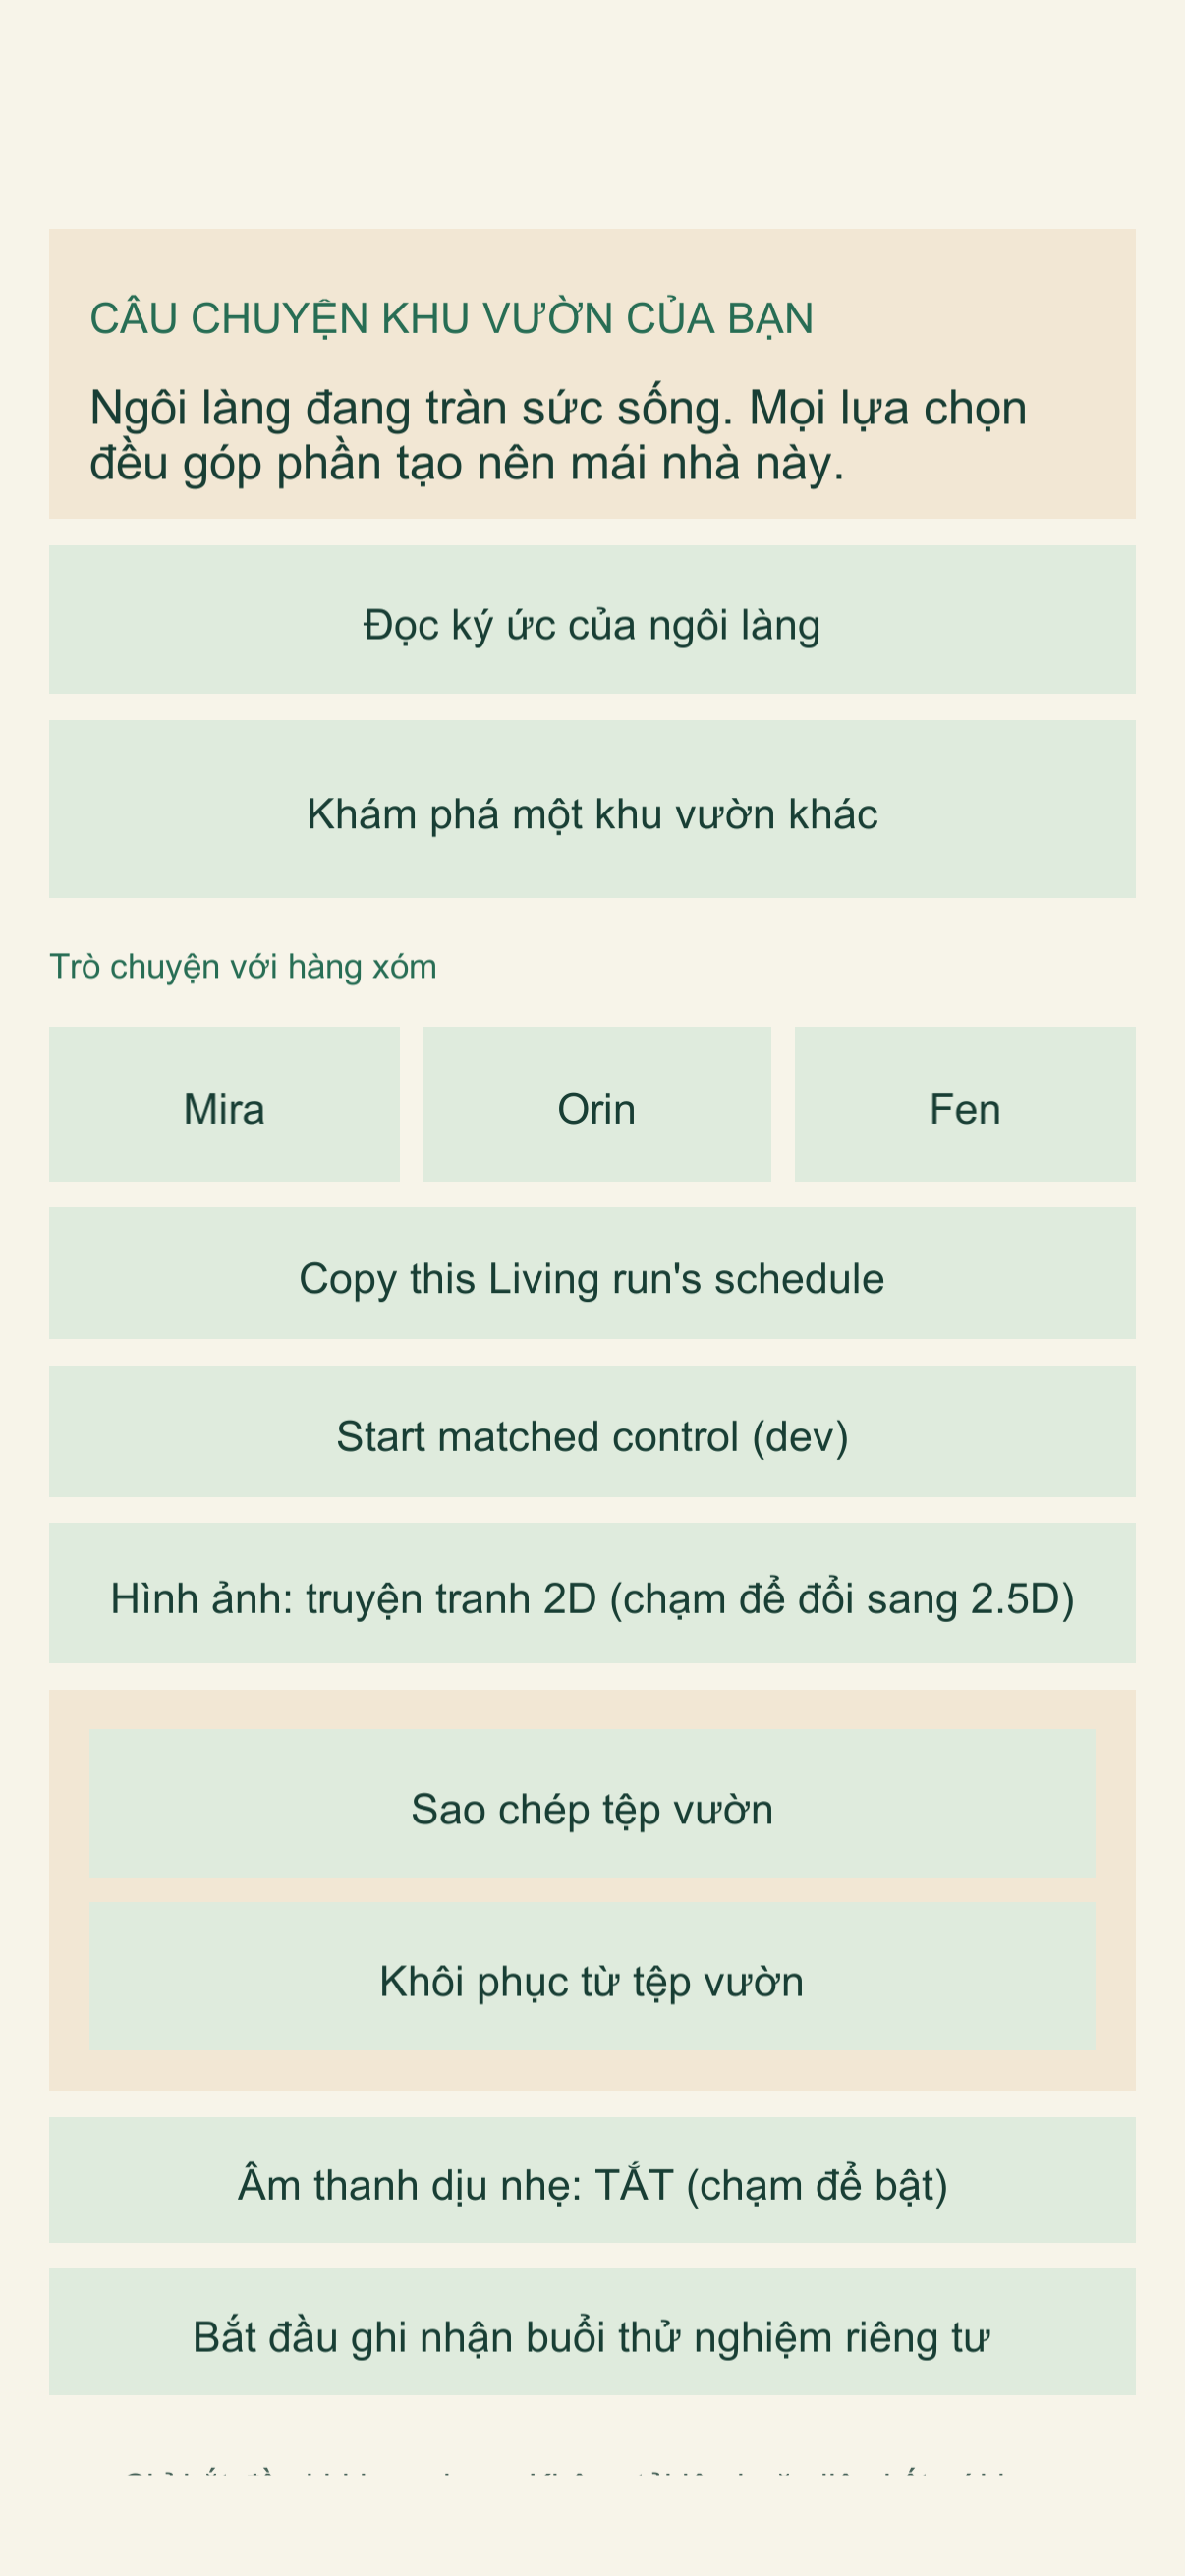 CÂU CHUYỆN KHU VƯỜN CỦA BẠN
Ngôi làng đang tràn sức sống. Mọi lựa chọn
đều góp phần tạo nên mái nhà này.
Đọc ký ức của ngôi làng
Khám phá một khu vườn khác
Trò chuyện với hàng xóm
Mira
Orin
Fen
Copy this Living run's schedule
Start matched control (dev)
Hình ảnh: truyện tranh 2D (chạm để đổi sang 2.5D)
Sao chép tệp vườn
Khôi phục từ tệp vườn
Âm thanh dịu nhẹ: TẮT (chạm để bật)
Bắt đầu ghi nhận buổi thử nghiệm riêng tư